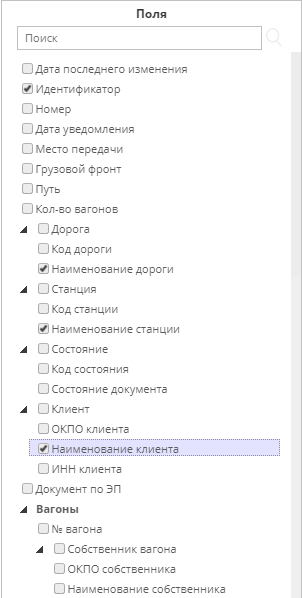 Поля
Поиск
Дата последнего изменения
Идентификатор
Номер
Дата уведомления
Место передачи
Грузовой фронт
Путь
Кол-во вагонов
Дорога
Код дороги
Наименование дороги
Станция
Код станции
Наименование станции
Состояние
Код состояния
Состояние документа
Клиент
ОКПО клиента
Наименование клиента
ИНН клиента
Документ по ЭП
Вагоны
№ вагона
Собственник вагона
ОКПО собственника
Наименование собственника